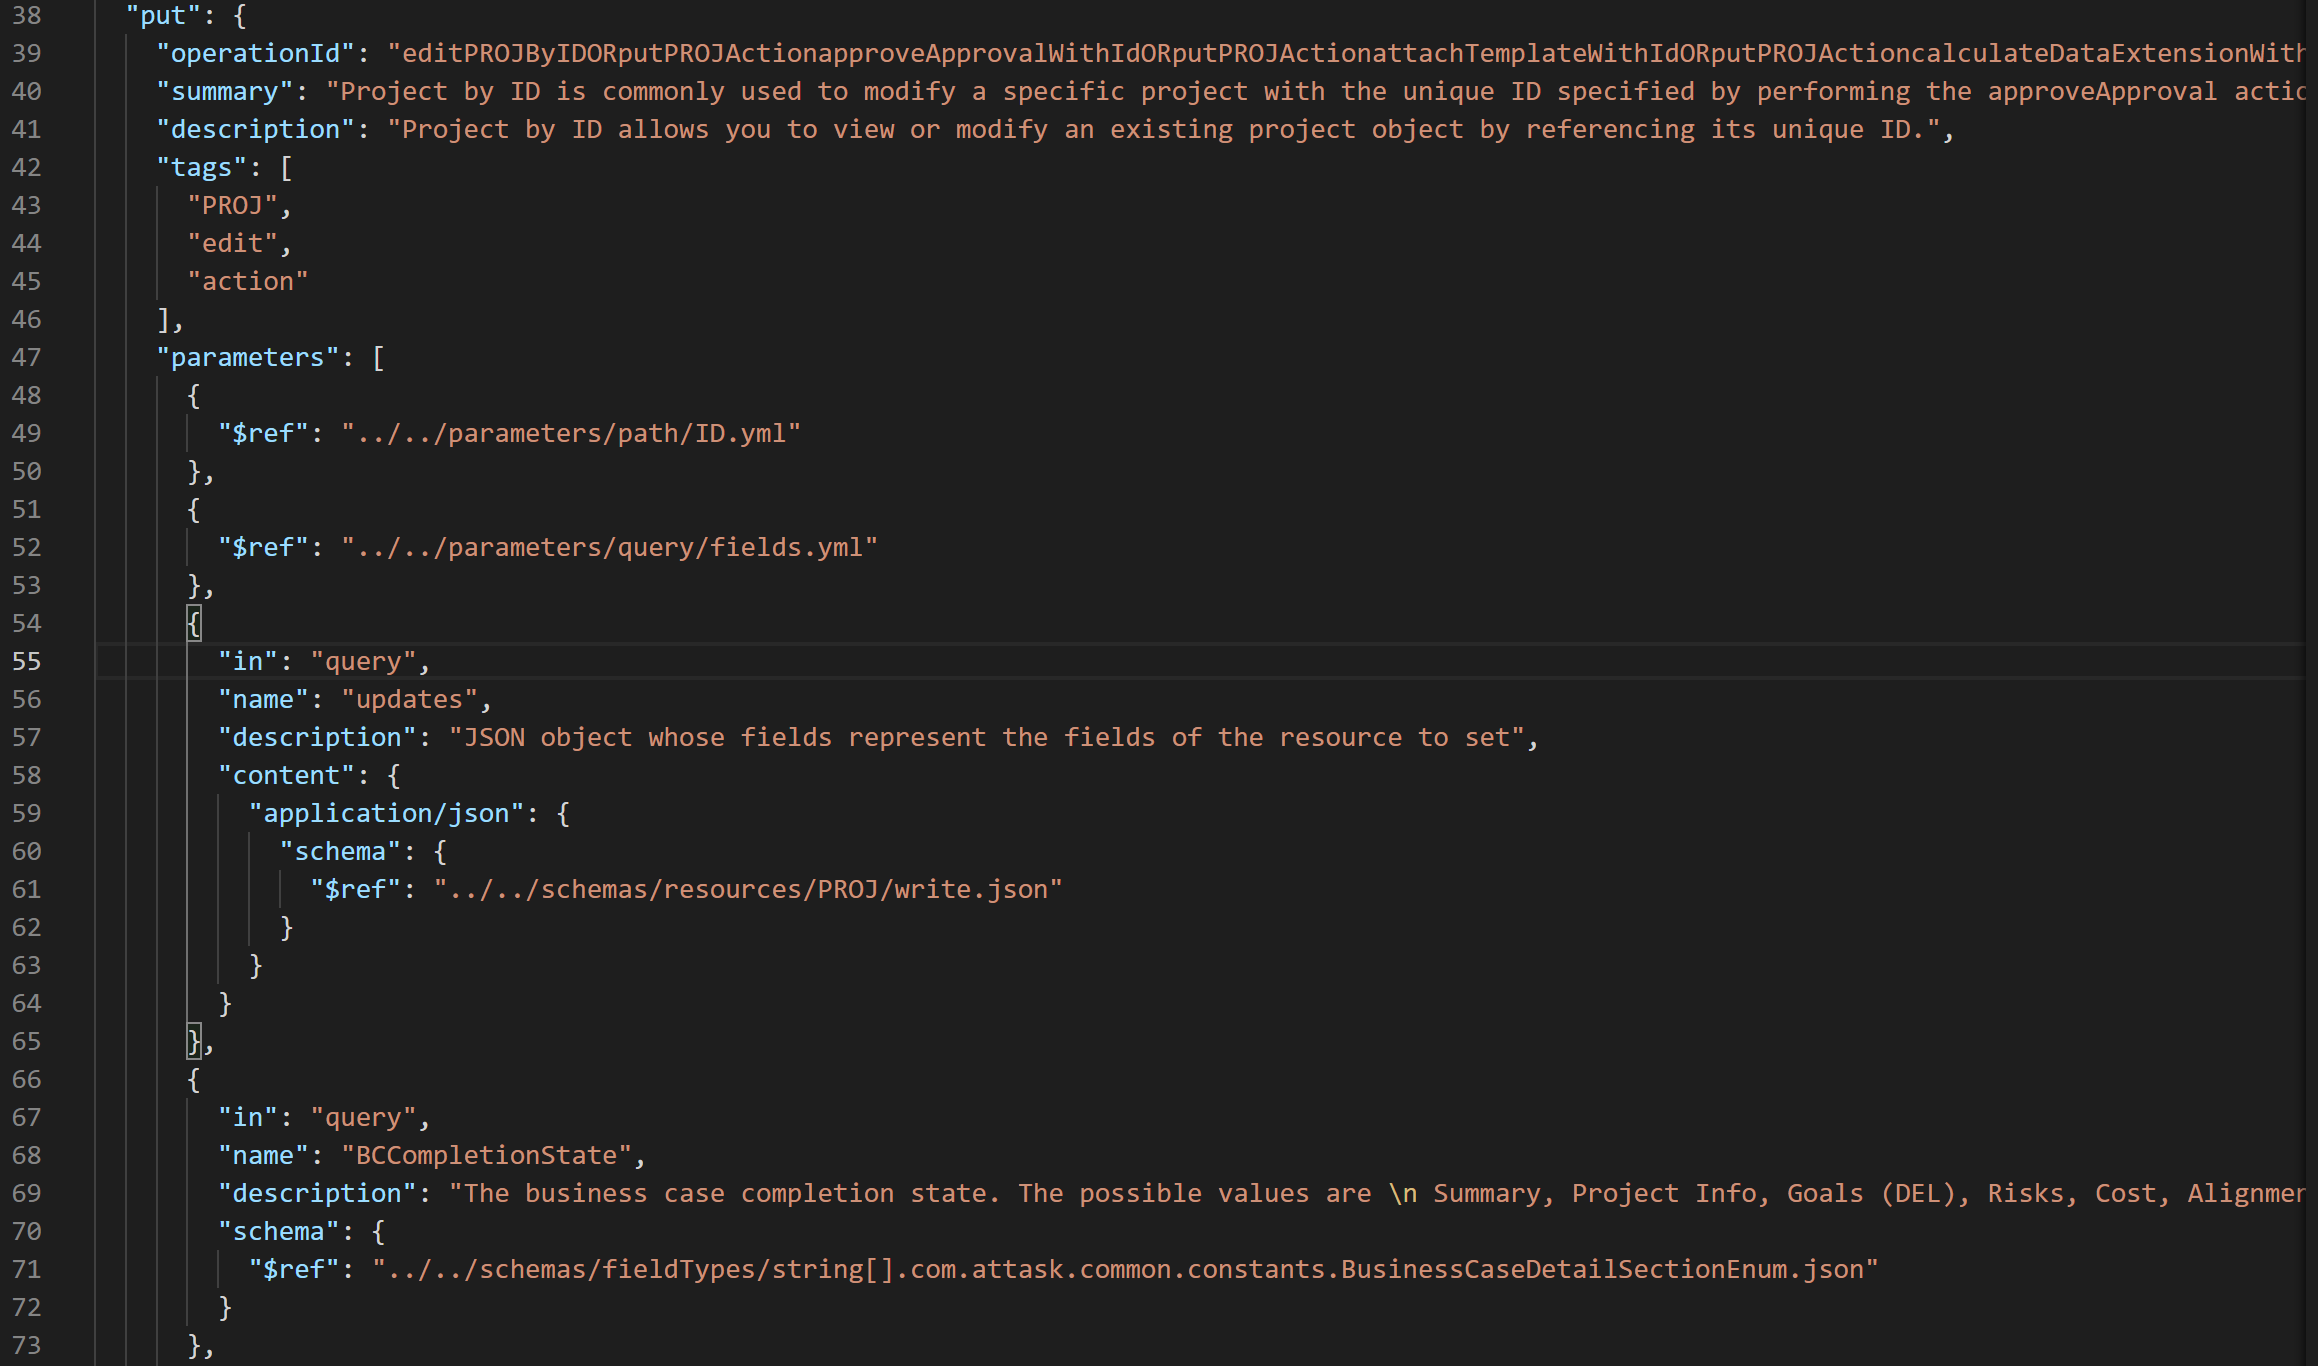 38 "put": {
39 "operationId": "editPROJByIDORputPROJActionapproveApprovalWithIdORputPROJActionattachTemplateWithIdORputPROJActioncalculateDataExtensionWith
40 "summary": "Project by ID is commonly used to modify a specific project with the unique ID specified by performing the approveApproval actio
41 "description": "Project by ID allows you to view or modify an existing project object by referencing its unique ID.",
42 "tags": [
43 "PROJ",
44 "edit",
45 "action"
46 ],
47 "parameters": [
48 {
49 "$ref": "../../parameters/path/ID.yml"
50 },
51 {
52 "$ref": "../../parameters/query/fields.yml"
53 },
54 {
55 "in": "query",
56 "name": "updates",
57 "description": "JSON object whose fields represent the fields of the resource to set",
58 "content": {
59 "application/json": {
60 "schema": {
61 "$ref": "../../schemas/resources/PROJ/write.json"
62 }
63 }
64 }
65 },
66 {
67 "in": "query",
68 "name": "BCCompletionState",
69 "description": "The business case completion state. The possible values are \n Summary, Project Info, Goals (DEL), Risks, Cost, Alignmen
70 "schema": {
71 "$ref": "../../schemas/fieldTypes/string[].com.attask.common.constants.BusinessCaseDetailSectionEnum.json"
72 }
73 },